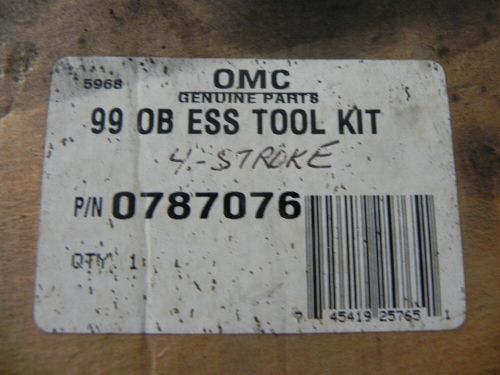 5968
OMC
GENUINE PARTS
99 OB ESS TOOL KIT
4-STROKE
P/N 0787076
QTY 1
7 45419 25765 1